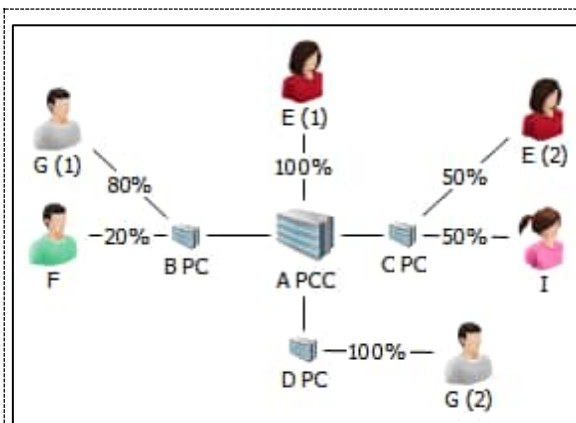 E (1)
G (1)
E (2)
100%
80%
50%
20%
50%
F
B PC
A PCC
C PC
I
100%
D PC
G (2)